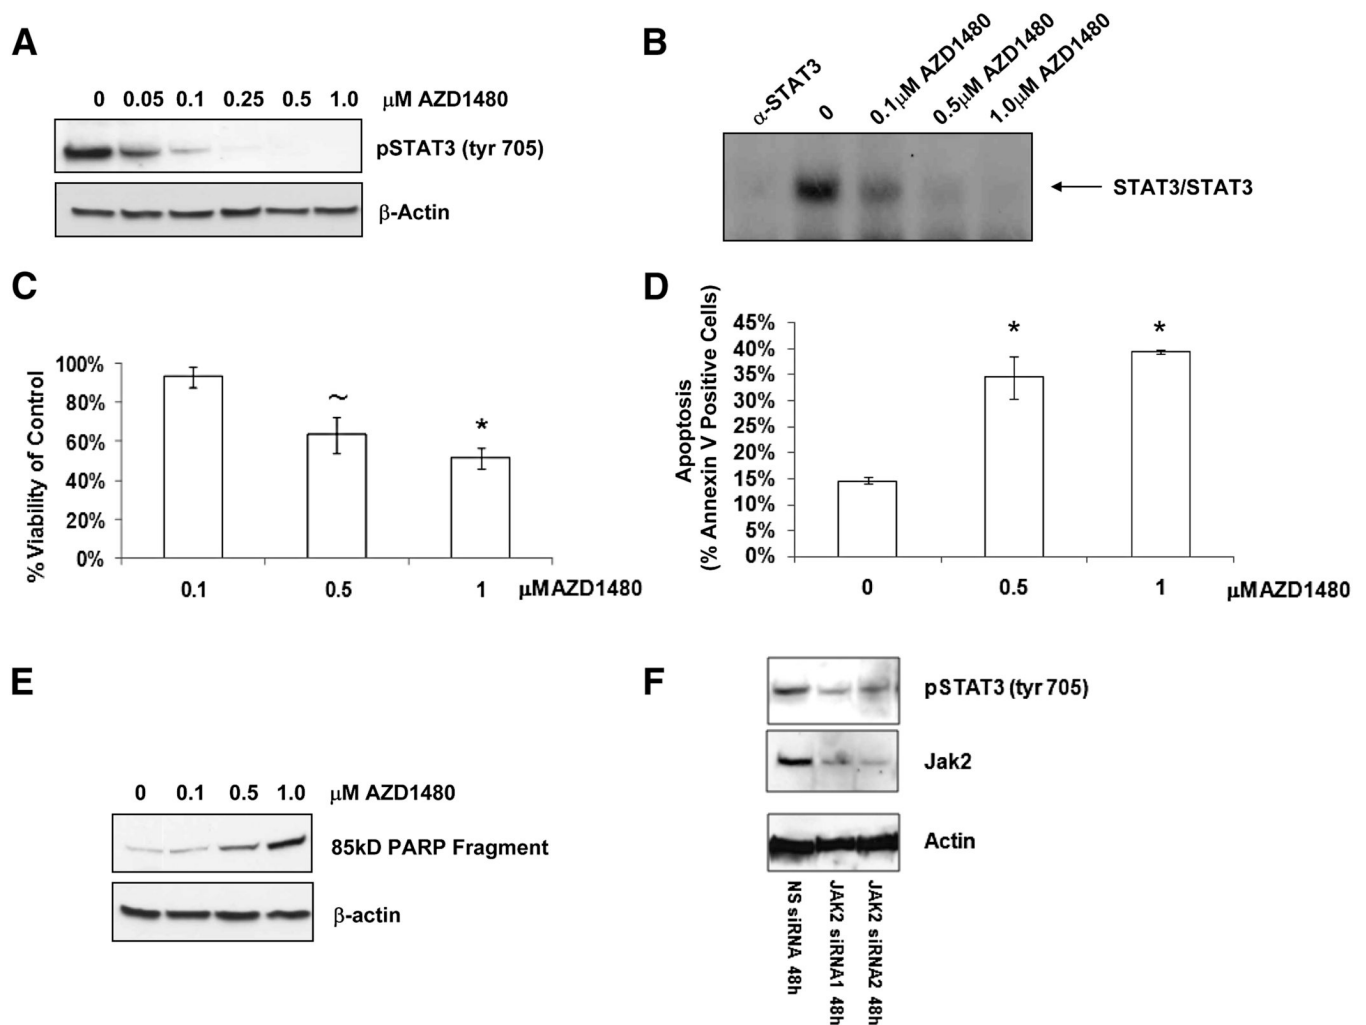 A
0 0.05 0.1 0.25 0.5 1.0 μM AZD1480
pSTAT3 (tyr 705)
β-Actin
B
α-STAT3 0 0.1μM AZD1480 0.5μM AZD1480 1.0μM AZD1480
STAT3/STAT3
C
% Viability of Control
100%
80%
60%
40%
20%
0%
~
*
0.1 0.5 1 μMAZD1480
D
Apoptosis
(% Annexin V Positive Cells)
45%
40%
35%
30%
25%
20%
15%
10%
5%
0%
* *
0 0.5 1 μMAZD1480
E
0 0.1 0.5 1.0 μM AZD1480
85kD PARP Fragment
β-actin
F
pSTAT3 (tyr 705)
Jak2
Actin
NS siRNA 48h
JAK2 siRNA1 48h
JAK2 siRNA2 48h